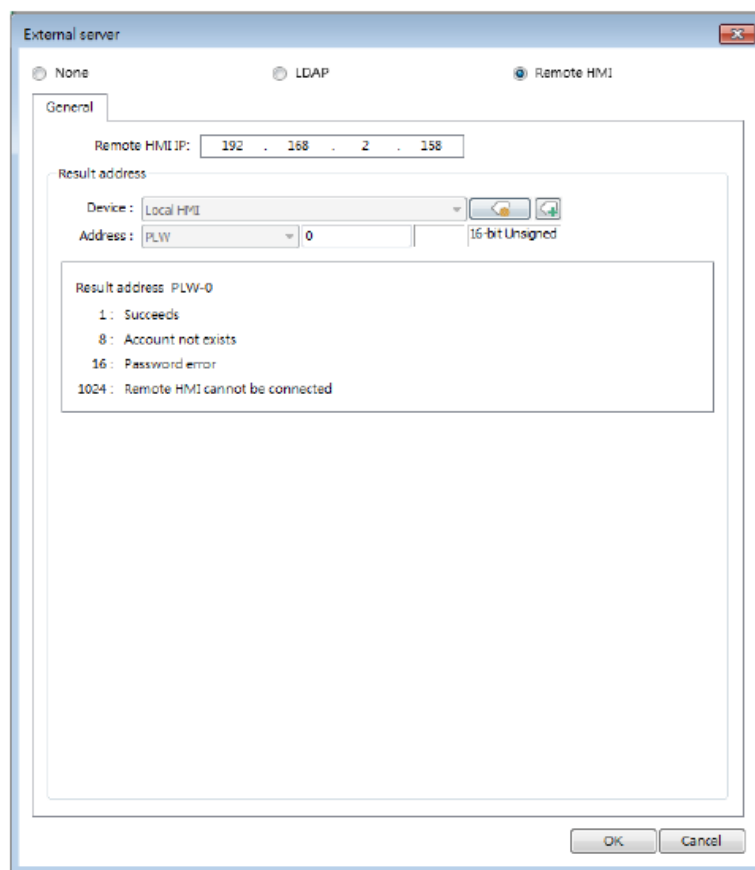 External server
None LDAP Remote HMI
General
Remote HMI IP: 192 . 168 . 2 . 158
Result address
Device : Local HMI
Address : PLW 0 16-bit Unsigned
Result address PLW-0
1 : Succeeds
8 : Account not exists
16 : Password error
1024 : Remote HMI cannot be connected
OK Cancel